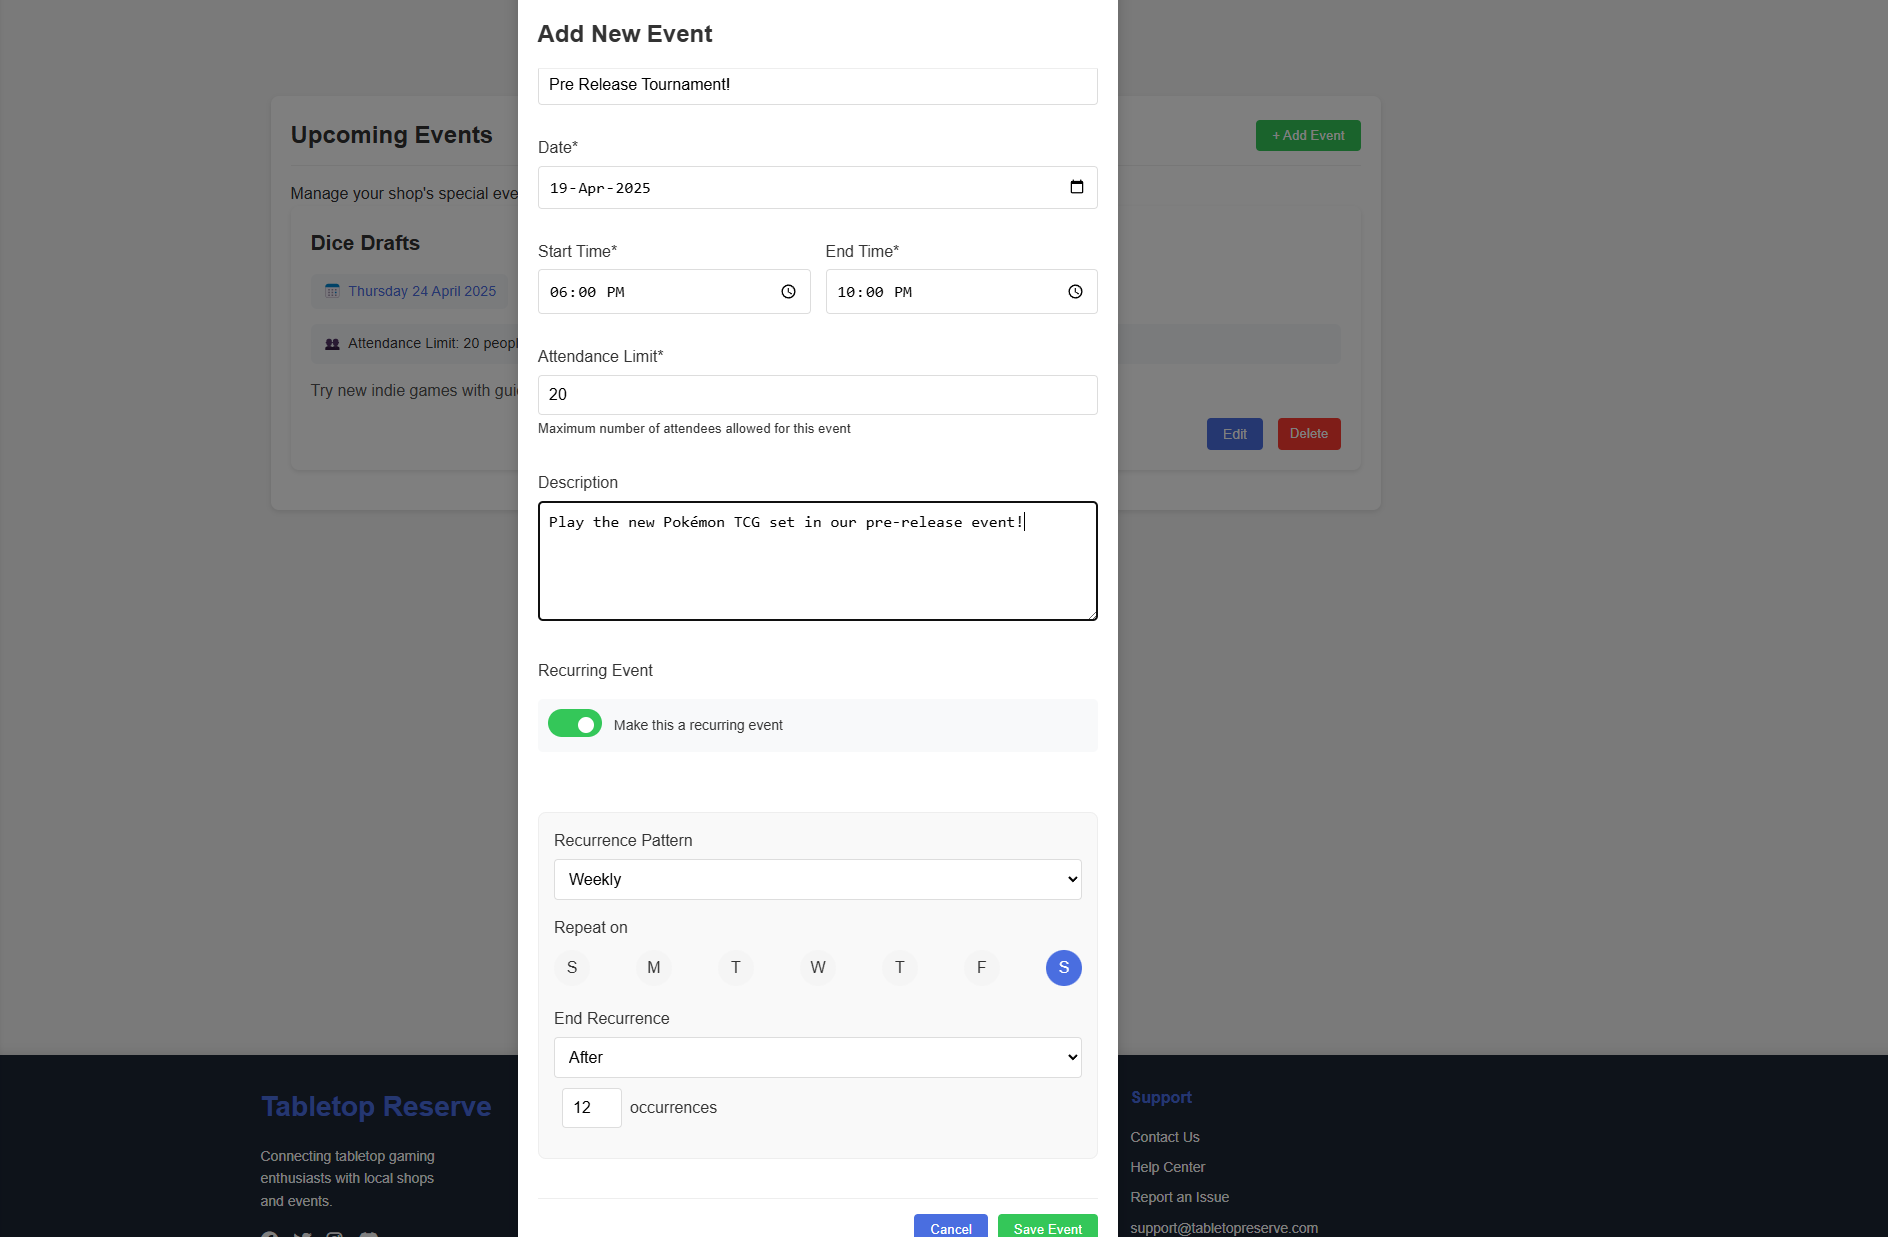 Add New Event
Pre Release Tournament!
Date*
19-Apr-2025
Start Time*
End Time*
06:00 PM
10:00 PM
Attendance Limit*
20
Maximum number of attendees allowed for this event
Description
Play the new Pokémon TCG set in our pre-release event!
Recurring Event
Make this a recurring event
Recurrence Pattern
Weekly
Repeat on
S M T W T F S
End Recurrence
After
12 occurrences
Cancel
Save Event
Upcoming Events
+ Add Event
Manage your shop's special eve
Dice Drafts
Thursday 24 April 2025
Attendance Limit: 20 peopl
Try new indie games with gui
Edit
Delete
Tabletop Reserve
Connecting tabletop gaming
enthusiasts with local shops
and events.
Support
Contact Us
Help Center
Report an Issue
support@tabletopreserve.com